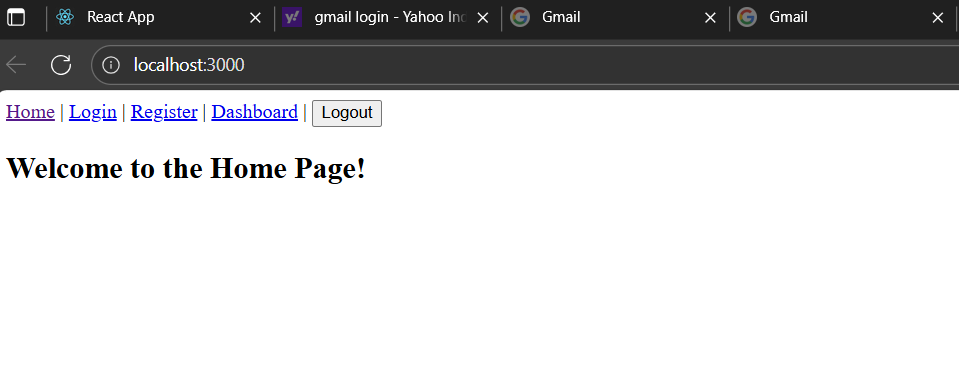 React App gmail login - Yahoo Gmail Gmail
localhost:3000
Home | Login | Register | Dashboard | Logout
Welcome to the Home Page!